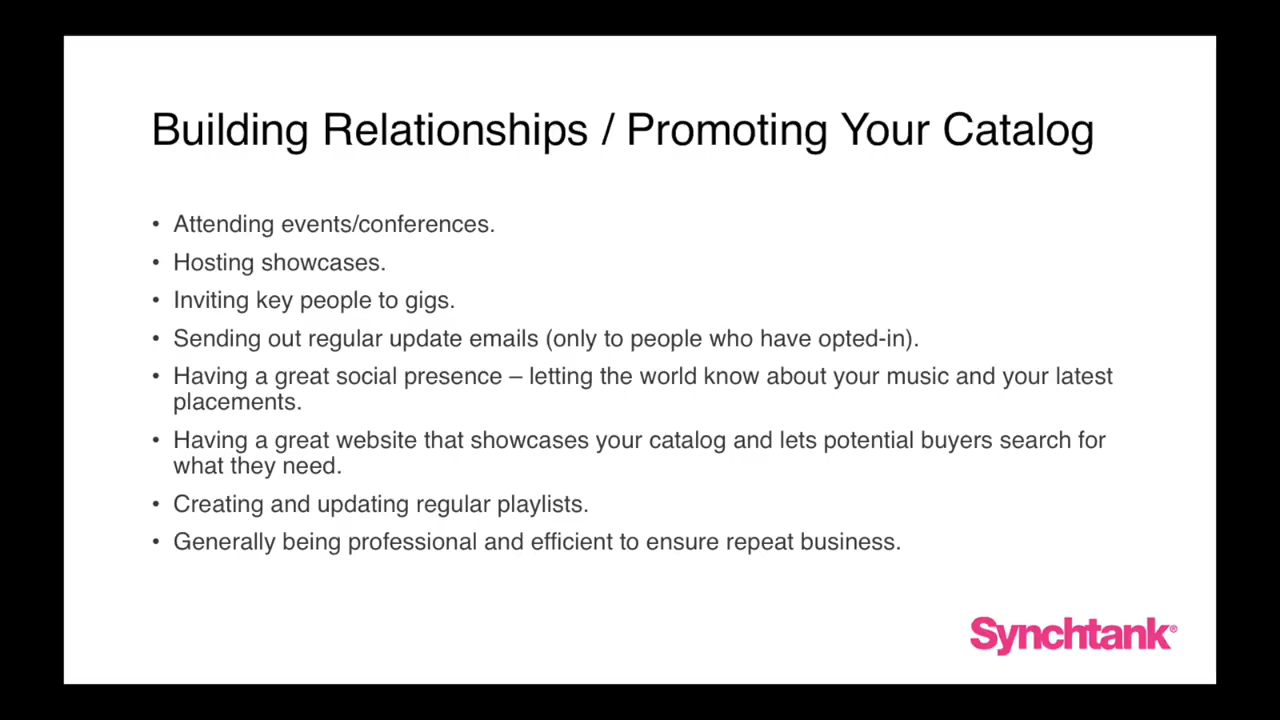 Building Relationships / Promoting Your Catalog
• Attending events/conferences.
• Hosting showcases.
• Inviting key people to gigs.
• Sending out regular update emails (only to people who have opted-in).
• Having a great social presence – letting the world know about your music and your latest
placements.
• Having a great website that showcases your catalog and lets potential buyers search for
what they need.
• Creating and updating regular playlists.
• Generally being professional and efficient to ensure repeat business.
Synchtank®